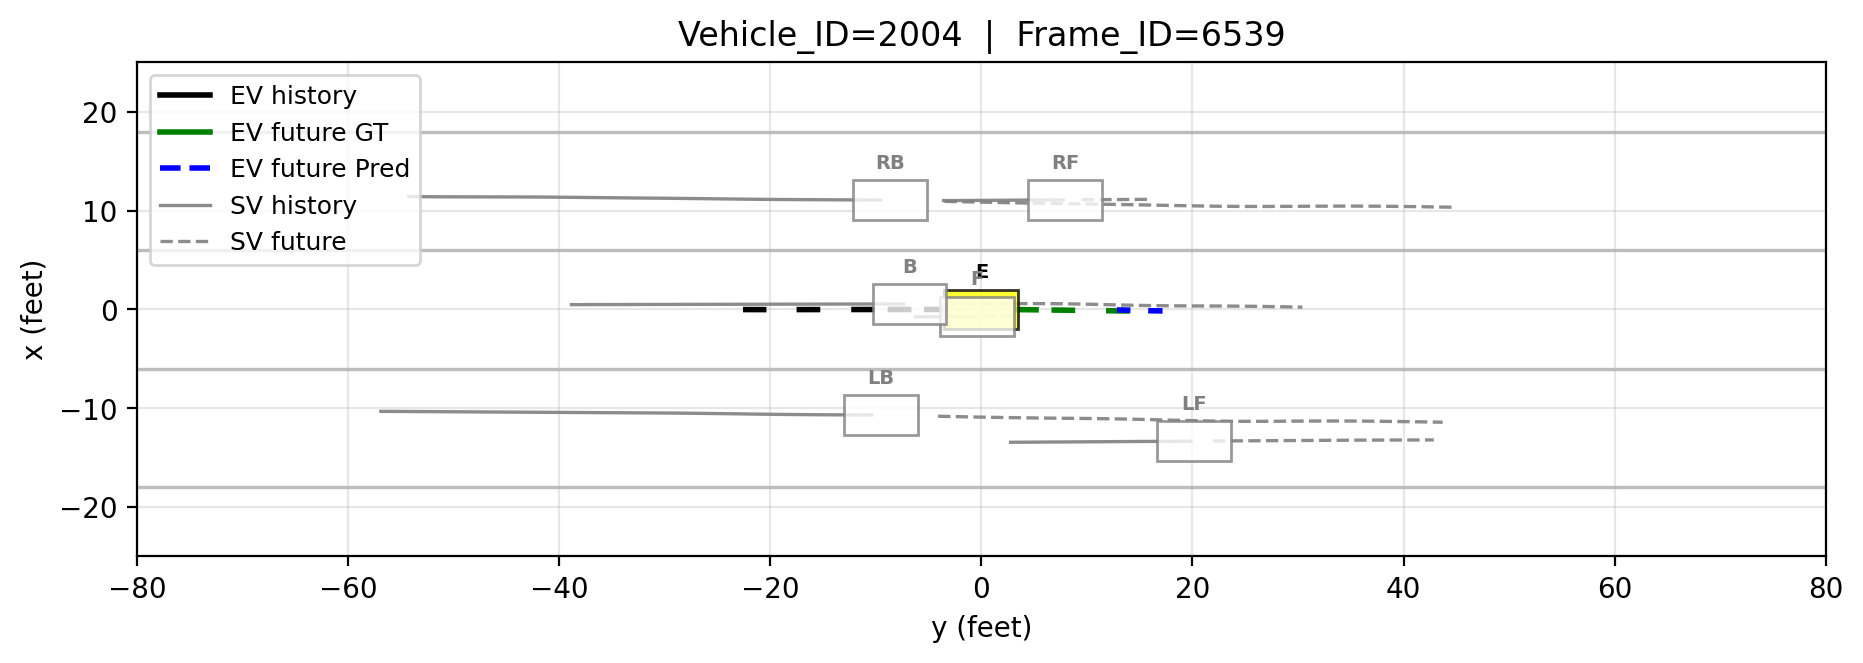 Vehicle_ID=2004 | Frame_ID=6539
EV history
EV future GT
EV future Pred
SV history
SV future
RB
RF
B
E
F
LB
LF
20
10
0
−10
−20
x (feet)
−80
−60
−40
−20
0
20
40
60
80
y (feet)